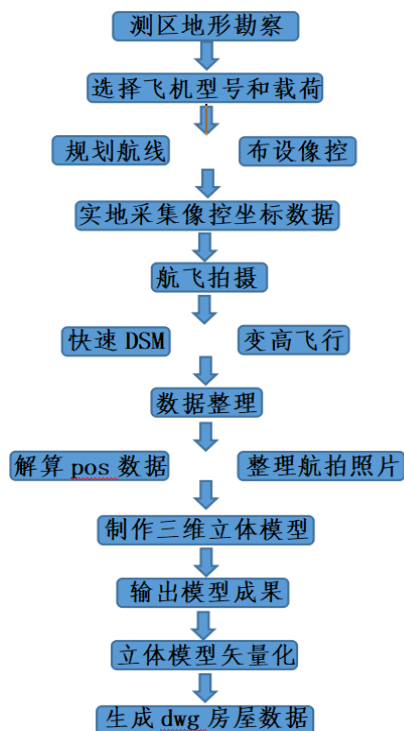 测区地形勘察
选择飞机型号和载荷
规划航线 布设像控
实地采集像控坐标数据
航飞拍摄
快速 DSM 变高飞行
数据整理
解算 pos 数据 整理航拍照片
制作三维立体模型
输出模型成果
立体模型矢量化
生成 dwg 房屋数据